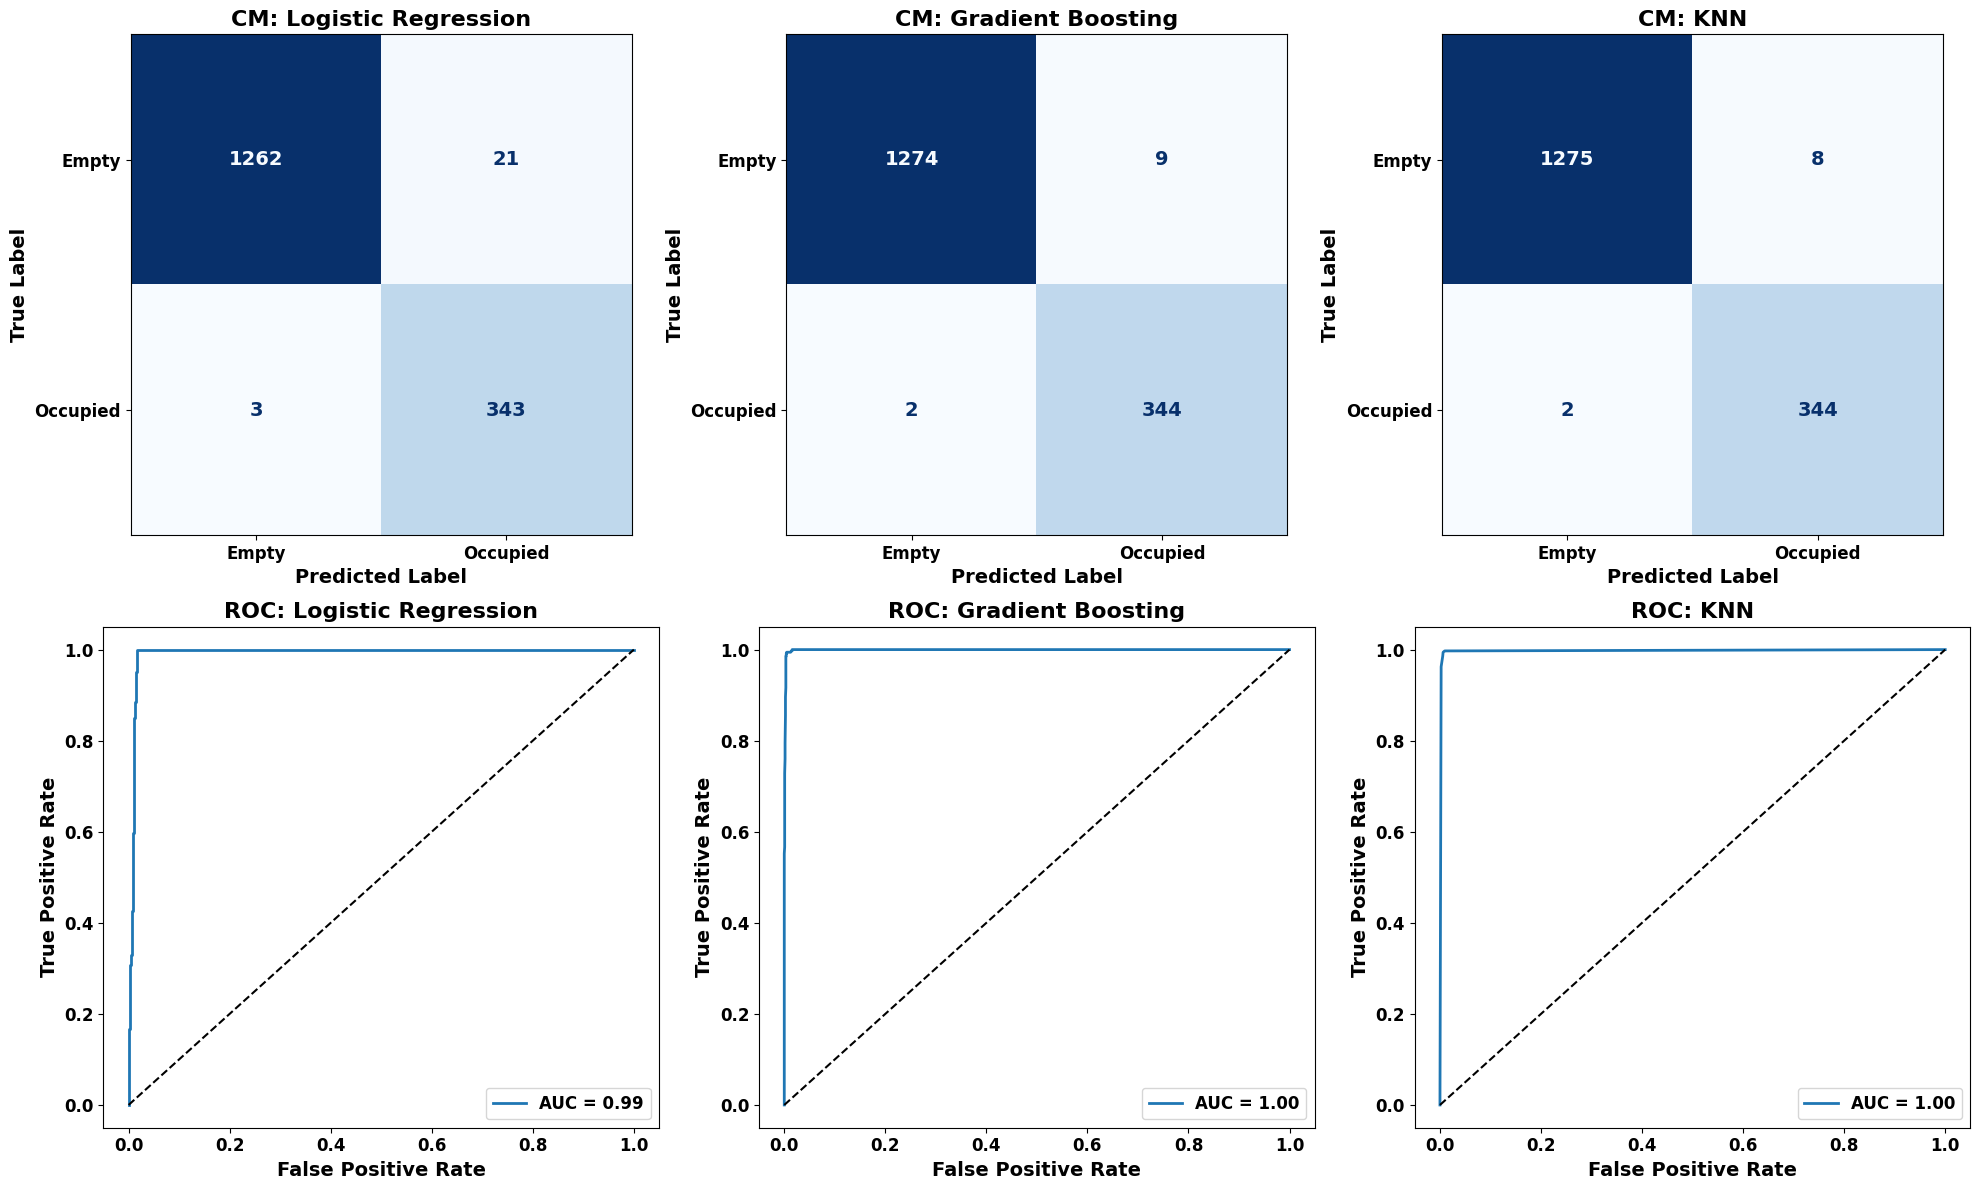 CM: Logistic Regression
True Label
Empty
1262
21
Occupied
3
343
Empty
Occupied
Predicted Label
CM: Gradient Boosting
True Label
Empty
1274
9
Occupied
2
344
Empty
Occupied
Predicted Label
CM: KNN
True Label
Empty
1275
8
Occupied
2
344
Empty
Occupied
Predicted Label
ROC: Logistic Regression
True Positive Rate
1.0
0.8
0.6
0.4
0.2
0.0
AUC = 0.99
0.0
0.2
0.4
0.6
0.8
1.0
False Positive Rate
ROC: Gradient Boosting
True Positive Rate
1.0
0.8
0.6
0.4
0.2
0.0
AUC = 1.00
0.0
0.2
0.4
0.6
0.8
1.0
False Positive Rate
ROC: KNN
True Positive Rate
1.0
0.8
0.6
0.4
0.2
0.0
AUC = 1.00
0.0
0.2
0.4
0.6
0.8
1.0
False Positive Rate